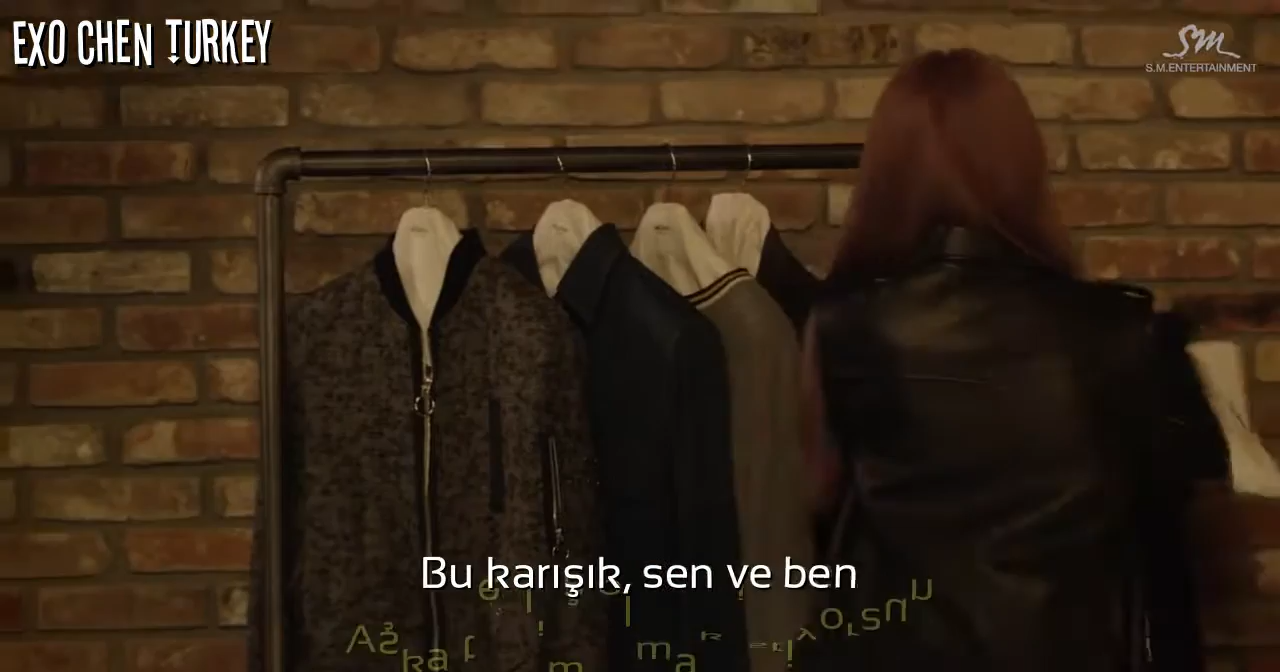 EXO CHEN TURKEY
SM
S.M.ENTERTAINMENT
Bu karışık, sen ve ben